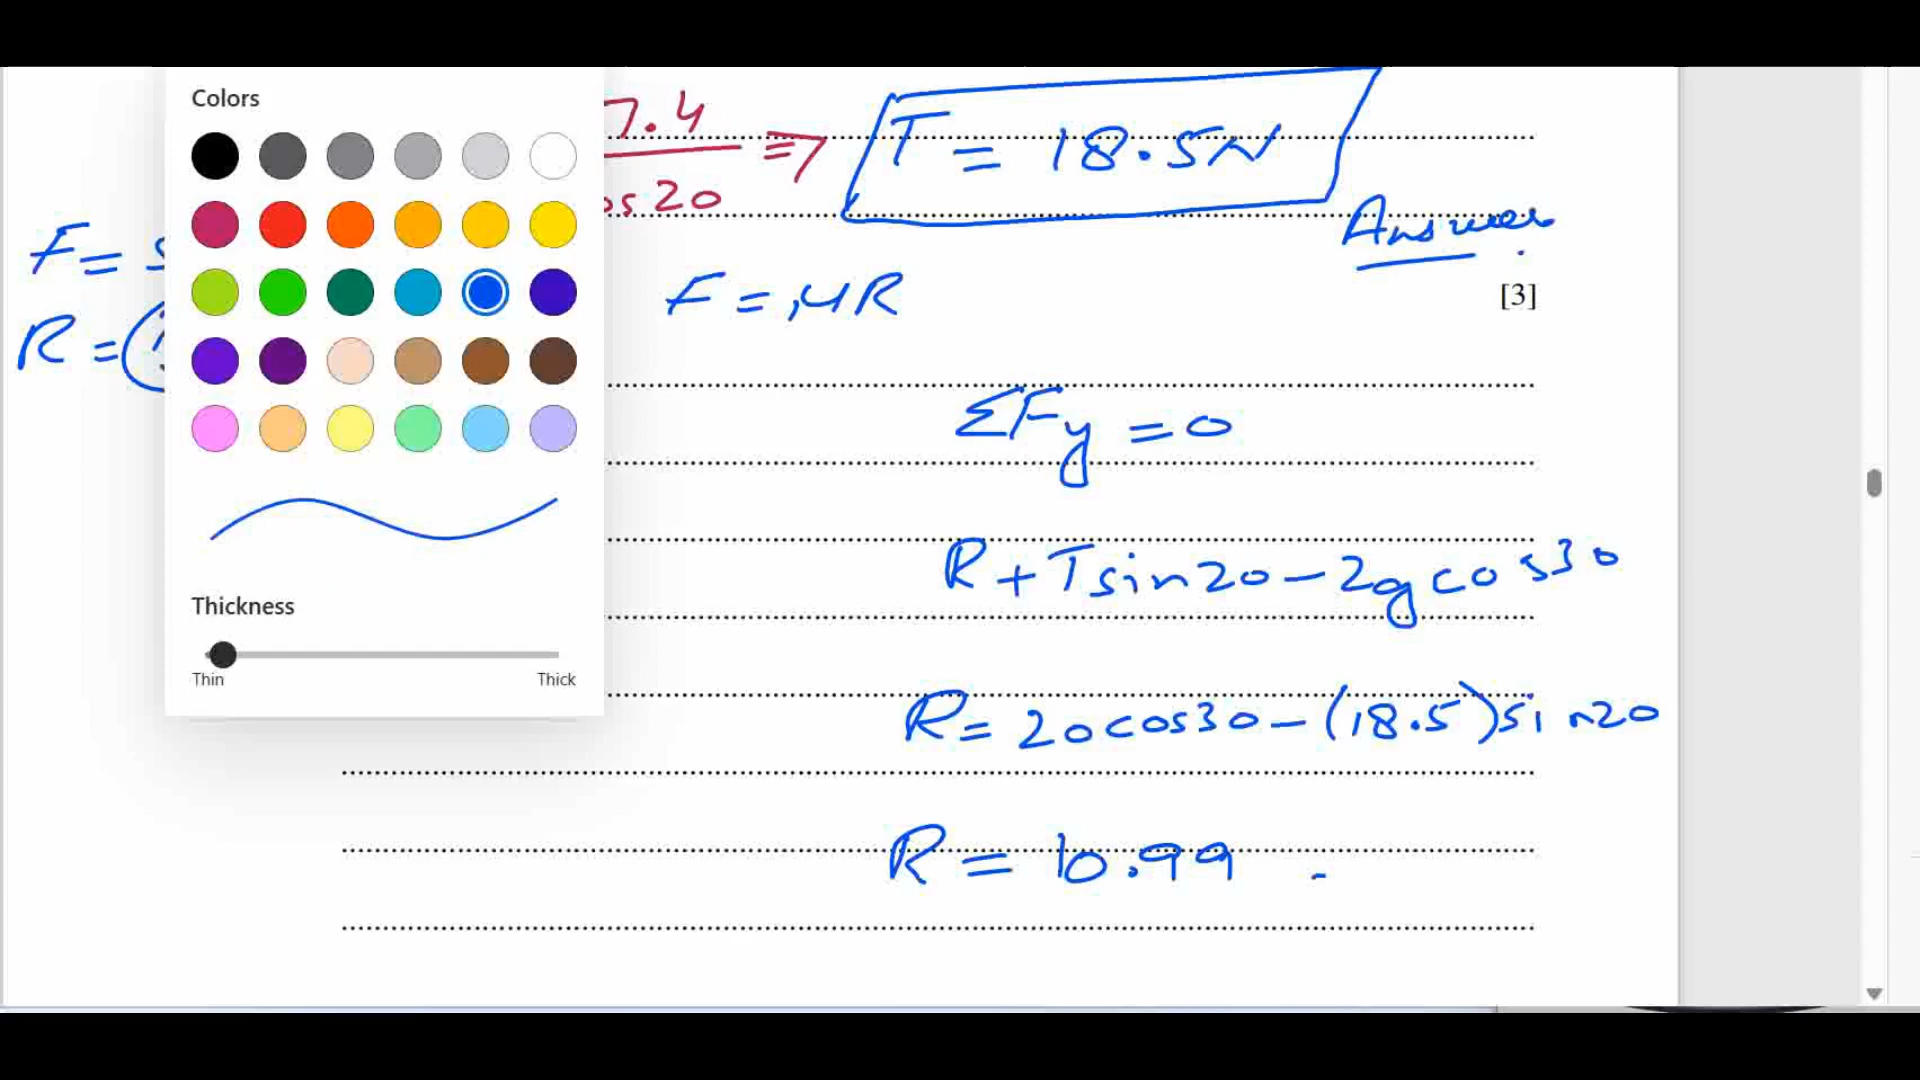 Colors
7.4 ⇒ T = 18.5N
os20
Answer
F =
F = μR
[3]
R =
ΣFy = 0
R + Tsin20 - 2gcos30
Thickness
Thin Thick
R = 20cos30 - (18.5)sin20
R = 10.99